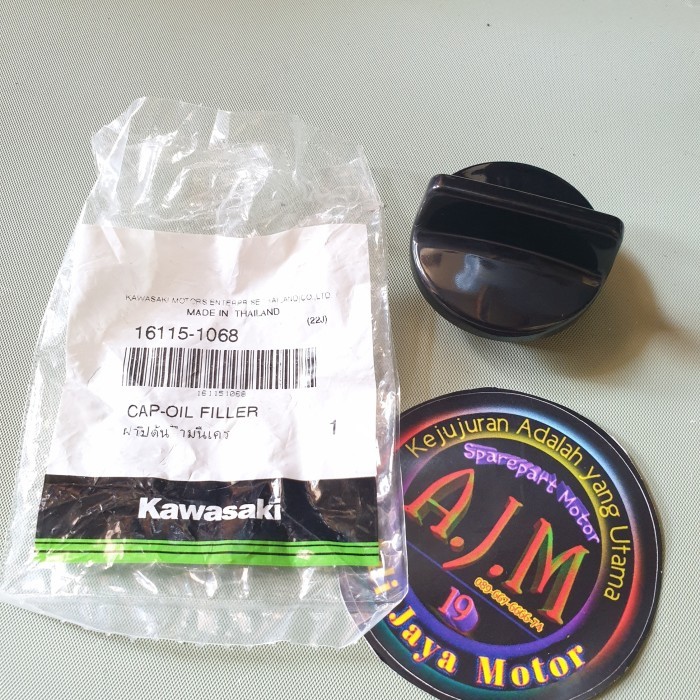 KAWASAKI MOTORS ENTERPRISE THAILAND CO.,LTD.
MADE IN THAILAND
(22J)
16115-1068
161151068
CAP-OIL FILLER
1
Kawasaki
Kejujuran Adalah yang Utama
Sparepart Motor
A.J.M
19
Jaya Motor